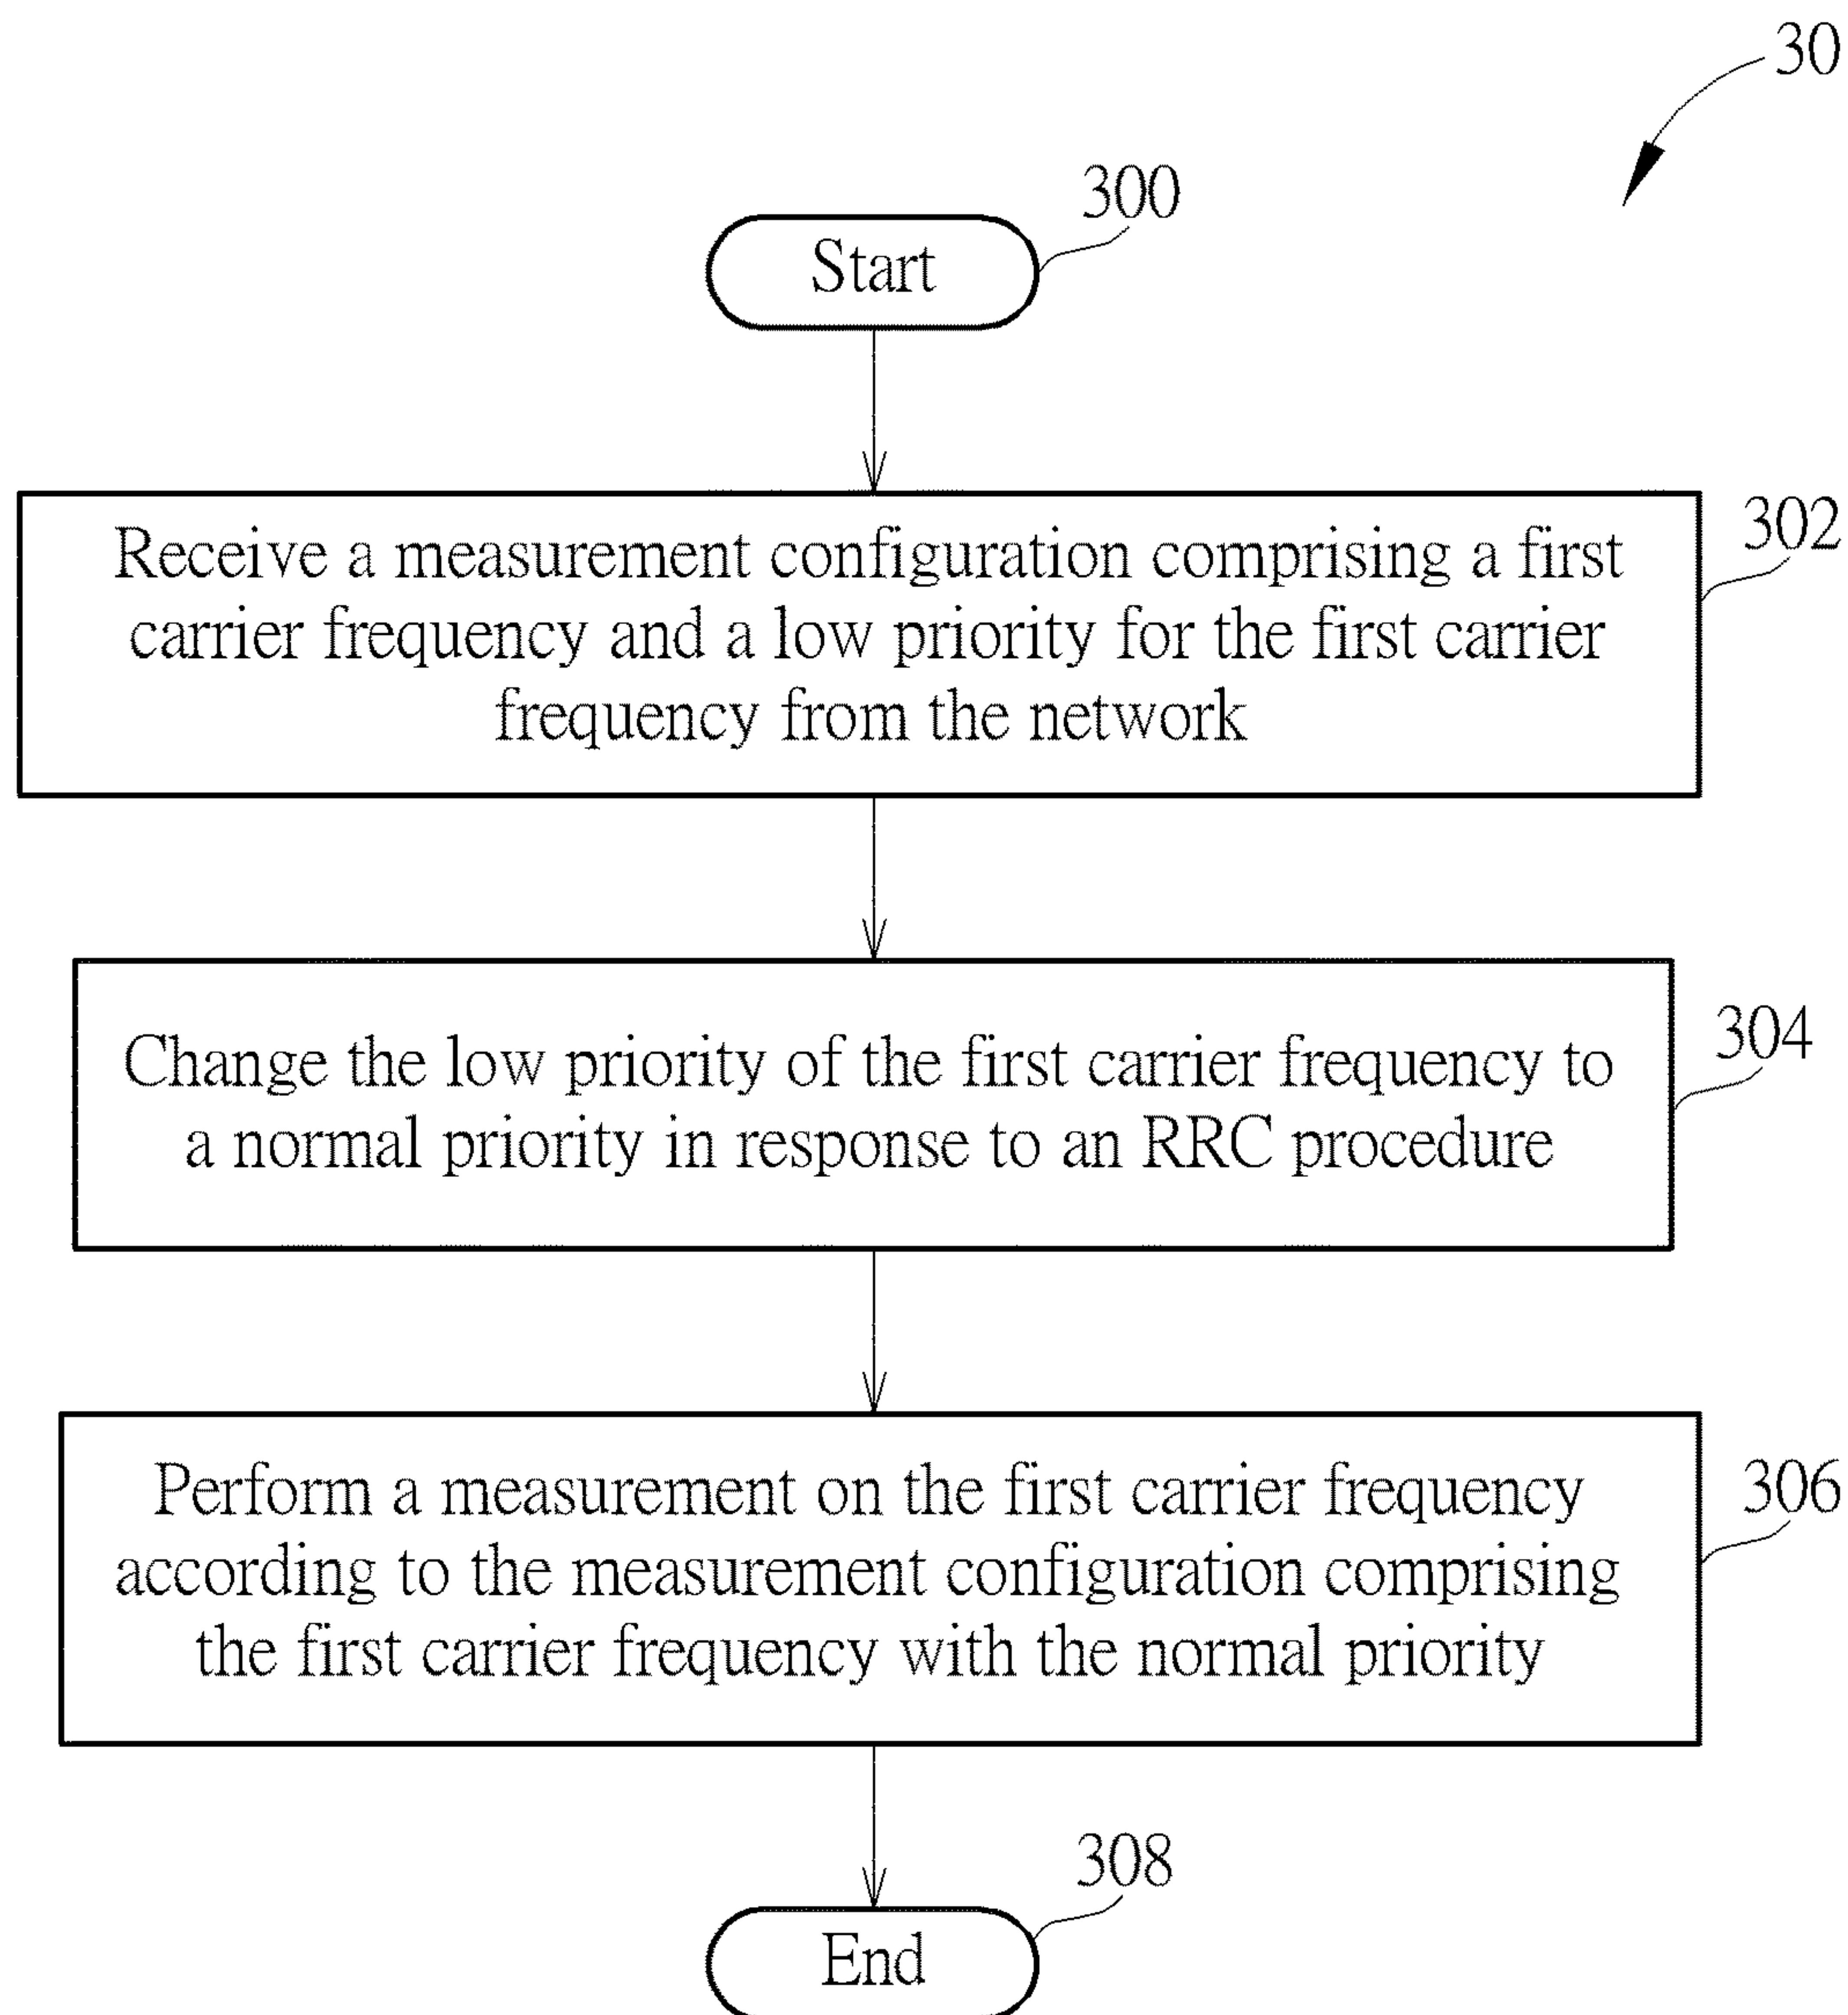 30
300
Start
302
Receive a measurement configuration comprising a first
carrier frequency and a low priority for the first carrier
frequency from the network
304
Change the low priority of the first carrier frequency to
a normal priority in response to an RRC procedure
306
Perform a measurement on the first carrier frequency
according to the measurement configuration comprising
the first carrier frequency with the normal priority
308
End